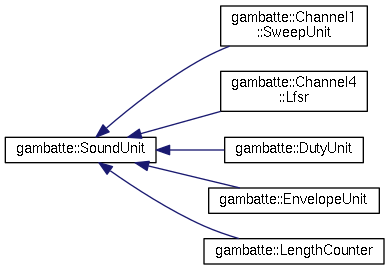 gambatte::Channel1
::SweepUnit
gambatte::Channel4
::Lfsr
gambatte::SoundUnit
gambatte::DutyUnit
gambatte::EnvelopeUnit
gambatte::LengthCounter